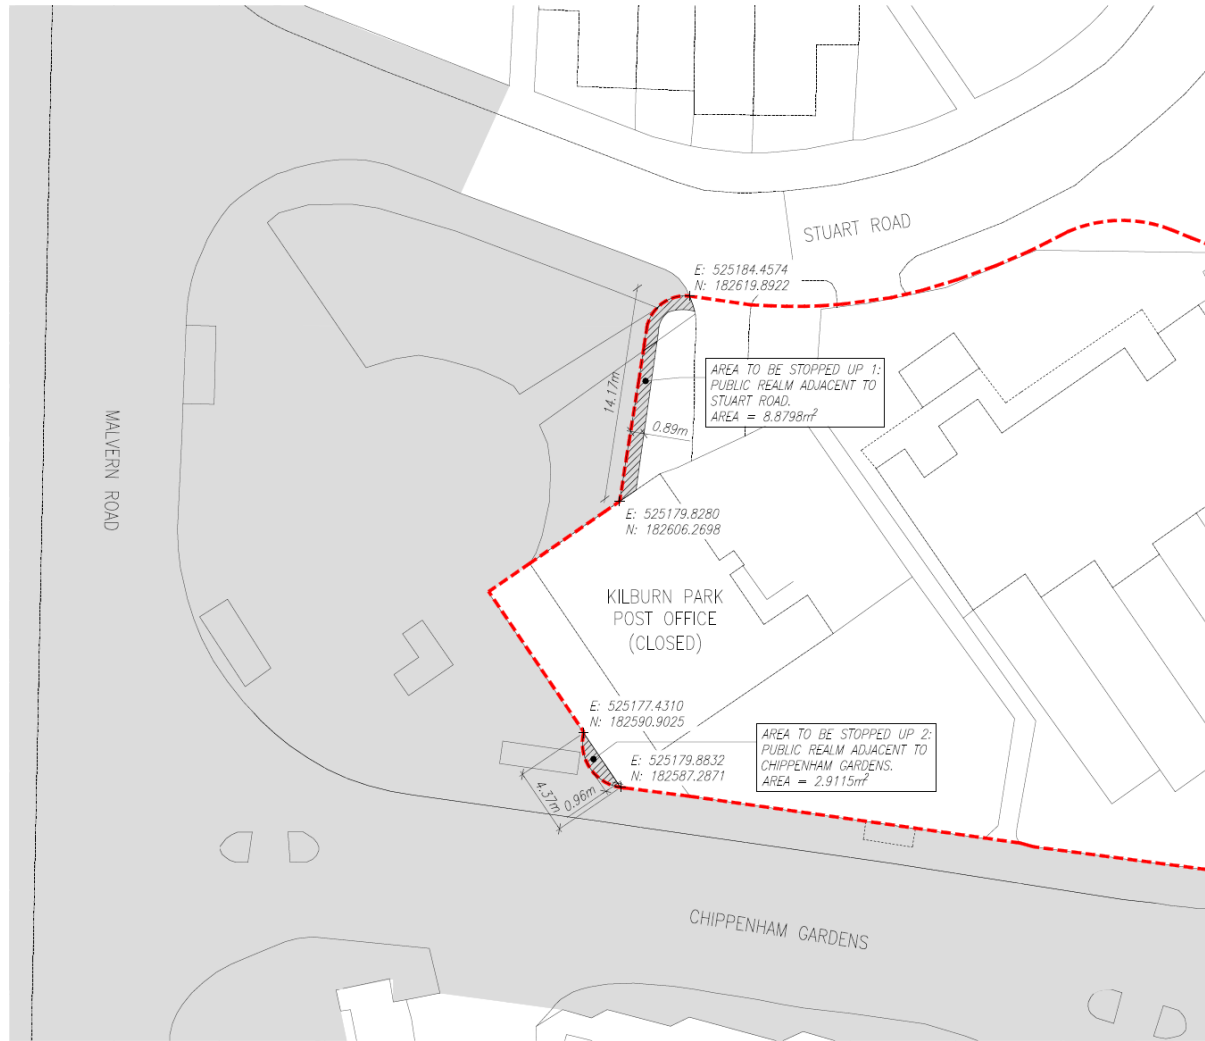 STUART ROAD
E: 525184.4574
N: 182619.8922
14.17m
AREA TO BE STOPPED UP 1:
PUBLIC REALM ADJACENT TO
STUART ROAD.
AREA = 8.8798m²
0.89m
MALVERN ROAD
E: 525179.8280
N: 182606.2698
KILBURN PARK
POST OFFICE
(CLOSED)
E: 525177.4310
N: 182590.9025
AREA TO BE STOPPED UP 2:
PUBLIC REALM ADJACENT TO
CHIPPENHAM GARDENS.
AREA = 2.9115m²
E: 525179.8832
N: 182587.2871
4.37m
0.96m
CHIPPENHAM GARDENS